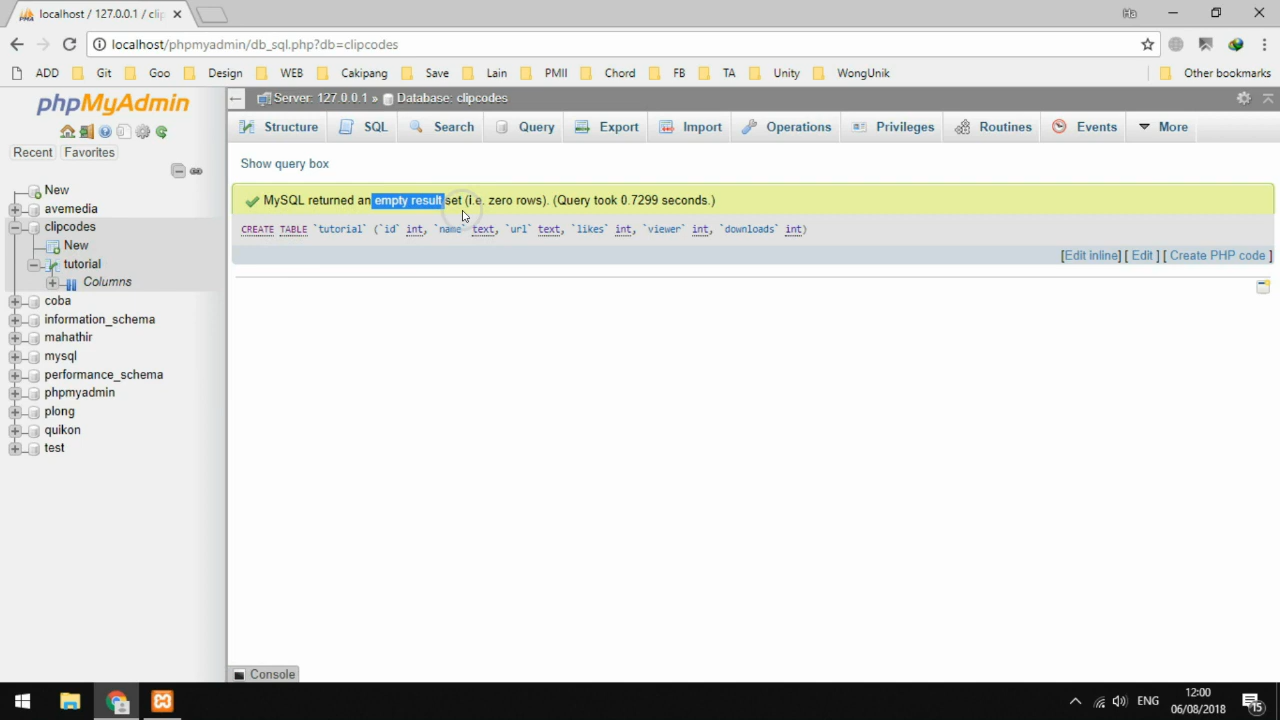 localhost / 127.0.0.1 / clip
localhost/phpmyadmin/db_sql.php?db=clipcodes
ADD Git Goo Design WEB Cakipang Save Lain PMII Chord FB TA Unity WongUnik Other bookmarks
phpMyAdmin
Recent Favorites
New
avemedia
clipcodes
New
tutorial
Columns
coba
information_schema
mahathir
mysql
performance_schema
phpmyadmin
plong
quikon
test
Server: 127.0.0.1 » Database: clipcodes
Structure SQL Search Query Export Import Operations Privileges Routines Events More
Show query box
MySQL returned an empty result set (i.e. zero rows). (Query took 0.7299 seconds.)
CREATE TABLE `tutorial` (`id` int, `name` text, `url` text, `likes` int, `viewer` int, `downloads` int)
[Edit inline] [ Edit ] [ Create PHP code ]
Console
ENG
12:00
06/08/2018
15